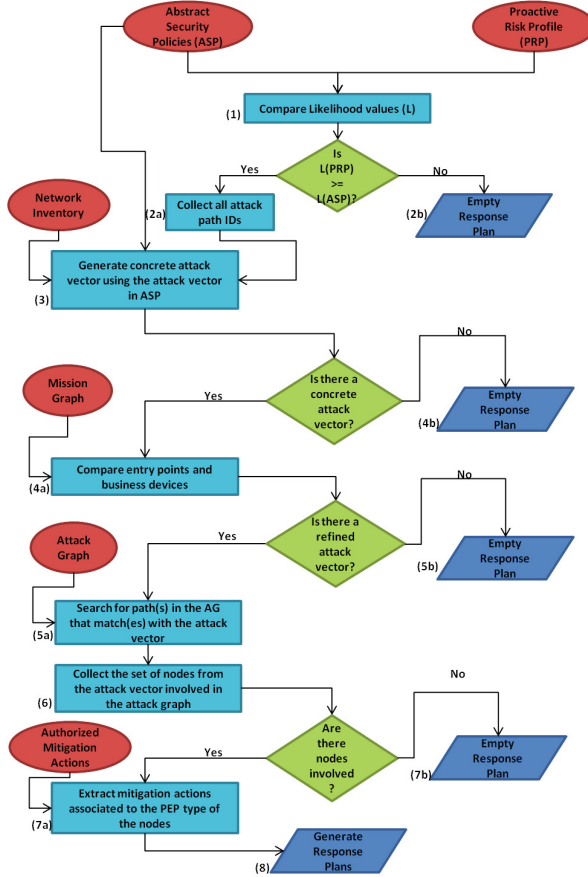 Abstract
Security
Policies (ASP)
Proactive
Risk Profile
(PRP)
(1)
Compare Likelihood values (L)
Is
L(PRP)
>=
L(ASP)?
Yes
No
Network
Inventory
(2a)
Collect all attack
path IDs
(2b)
Empty
Response
Plan
Generate concrete attack
vector using the attack vector
in ASP
(3)
Is there a
concrete
attack
vector?
Yes
No
Mission
Graph
(4b)
Empty
Response
Plan
(4a)
Compare entry points and
business devices
Is there a
refined
attack
vector?
Yes
No
Attack
Graph
(5b)
Empty
Response
Plan
(5a)
Search for path(s) in the AG
that match(es) with the attack
vector
(6)
Collect the set of nodes from
the attack vector involved in
the attack graph
Are
there
nodes
involved
?
Yes
No
Authorized
Mitigation
Actions
(7b)
Empty
Response
Plan
(7a)
Extract mitigation actions
associated to the PEP type of
the nodes
(8)
Generate
Response
Plans